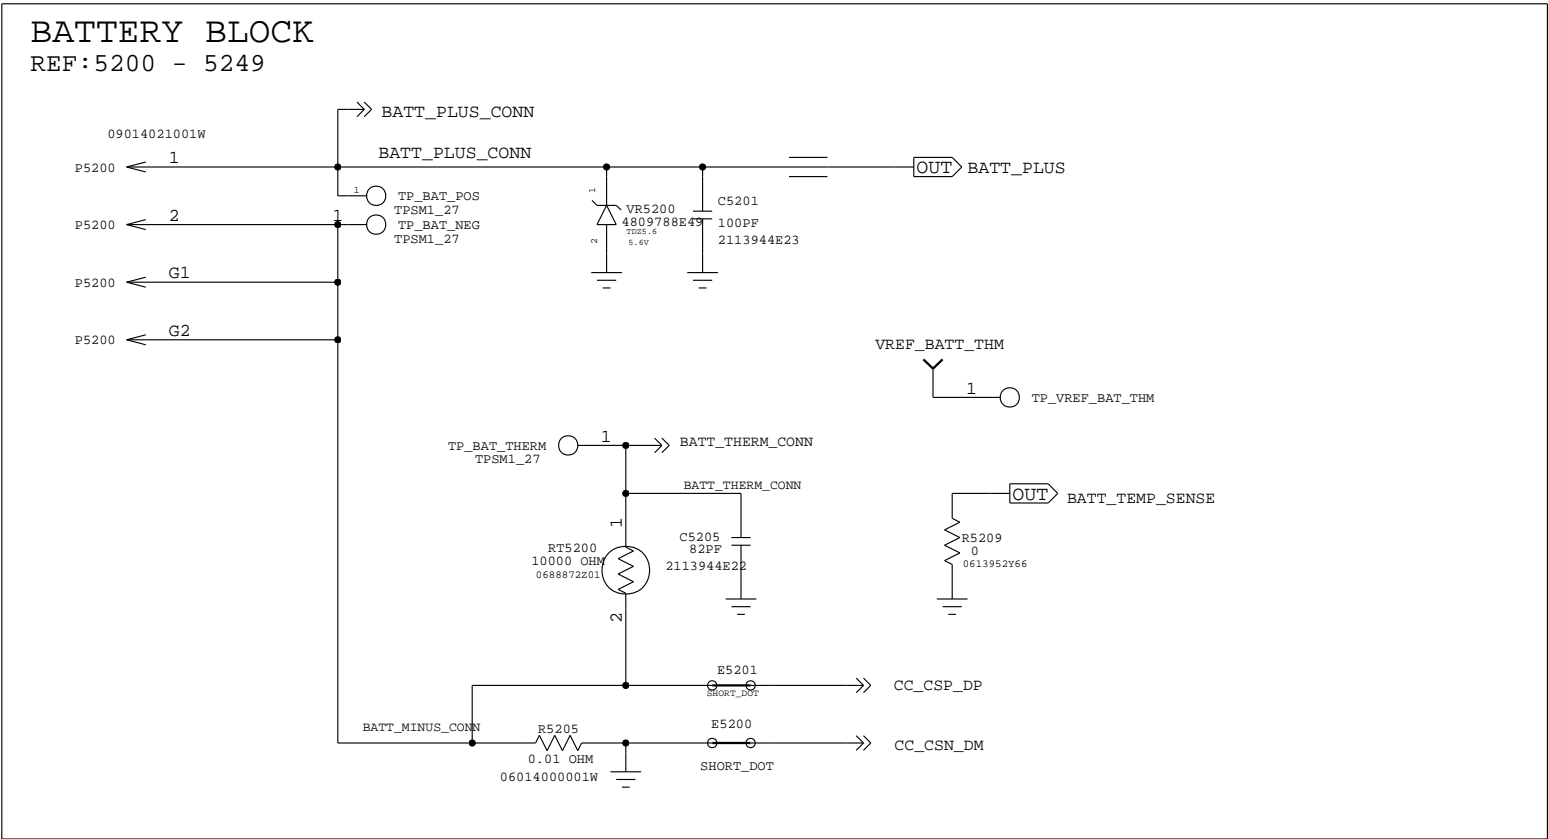 BATTERY BLOCK
REF:5200 - 5249
BATT_PLUS_CONN
09014021001W
P5200
1
BATT_PLUS_CONN
OUT
BATT_PLUS
1
TP_BAT_POS
TPSM1_27
P5200
2
1
TP_BAT_NEG
TPSM1_27
1
VR5200
4809788E49
TDZ5.6
5.6V
2
C5201
100PF
2113944E23
P5200
G1
P5200
G2
VREF_BATT_THM
1
TP_VREF_BAT_THM
TP_BAT_THERM
TPSM1_27
1
BATT_THERM_CONN
BATT_THERM_CONN
OUT
BATT_TEMP_SENSE
1
RT5200
10000 OHM
0688872Z01
2
C5205
82PF
2113944E22
R5209
0
0613952Y66
E5201
SHORT_DOT
CC_CSP_DP
BATT_MINUS_CONN
R5205
0.01 OHM
06014000001W
E5200
SHORT_DOT
CC_CSN_DM